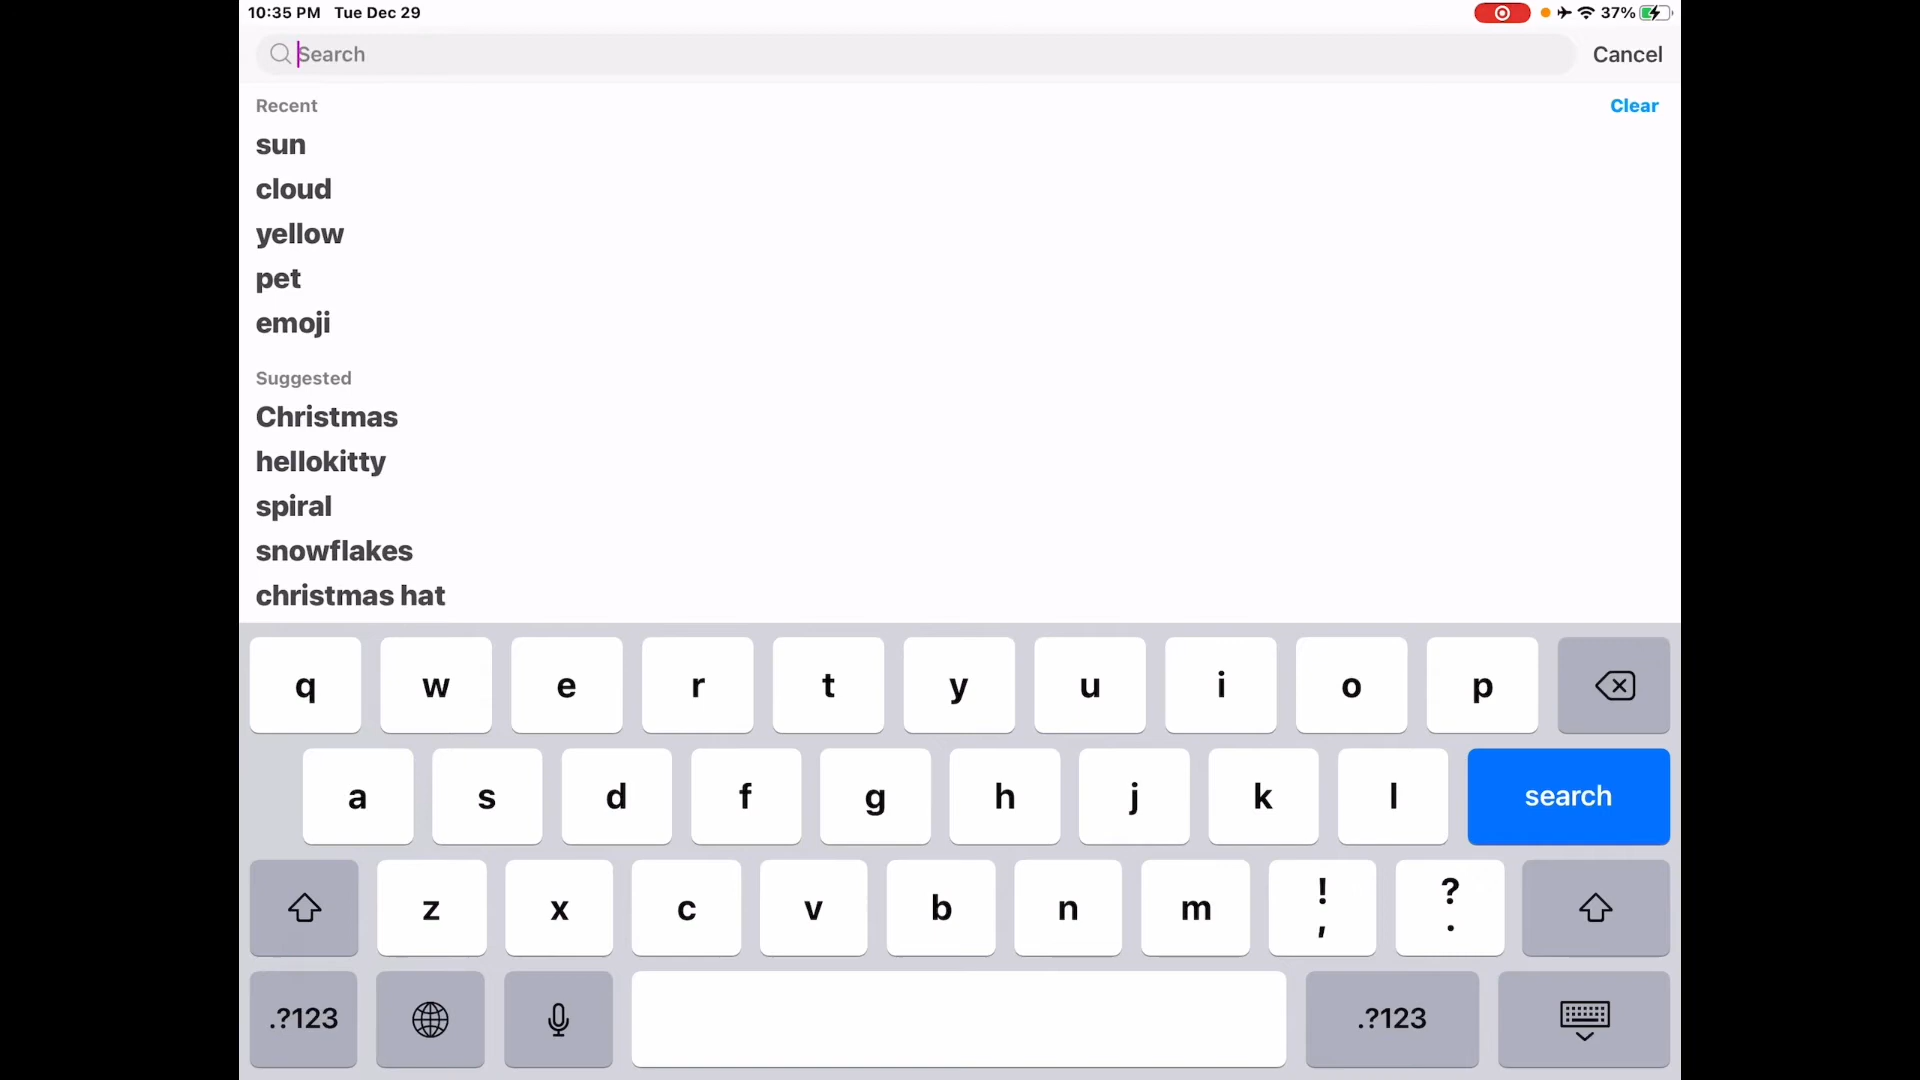 10:35 PM Tue Dec 29 37%
Search Cancel
Recent Clear
sun
cloud
yellow
pet
emoji
Suggested
Christmas
hellokitty
spiral
snowflakes
christmas hat
q w e r t y u i o p
a s d f g h j k l search
z x c v b n m ! , ? .
.?123 .?123